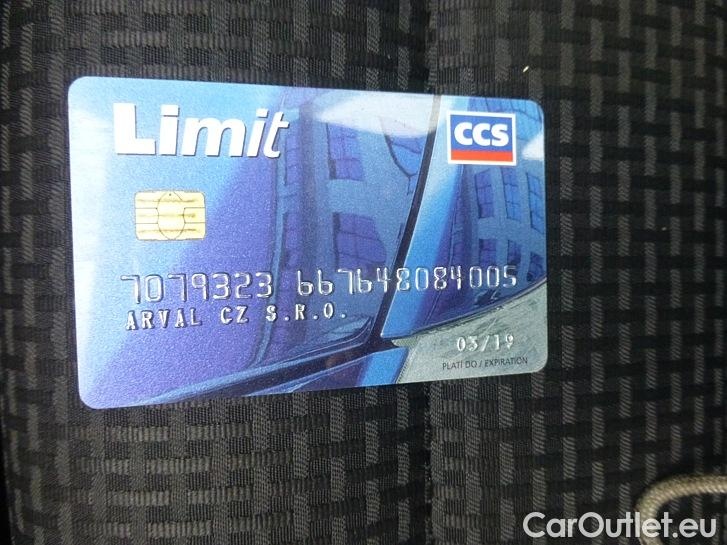 Limit
CCS
7079323 667648084005
ARVAL CZ S.R.O.
03/19
PLATÍ DO / EXPIRATION
CarOutlet.eu